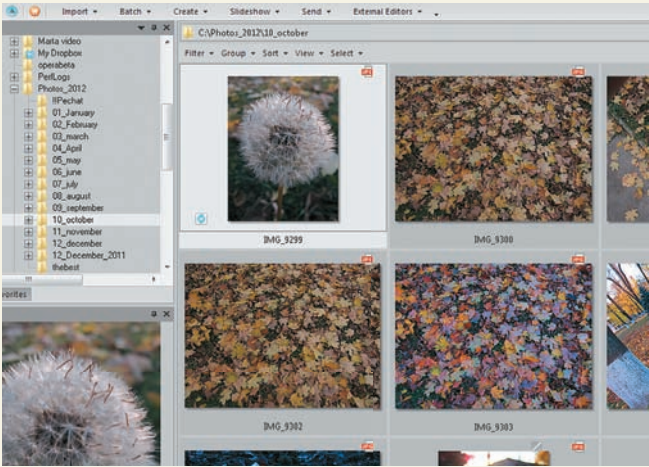 Import Batch Create Slideshow Send External Editors
C:\Photos_2012\10_october
Filter Group Sort View Select
Marta video
My Dropbox
operabeta
PerfLogs
Photos_2012
!!Pechat
01_January
02_February
03_march
04_April
05_may
06_june
07_july
08_august
09_september
10_october
11_november
12_december
12_December_2011
thebest
vorites
IMG_9299
IMG_9300
IMG_9302
IMG_9303